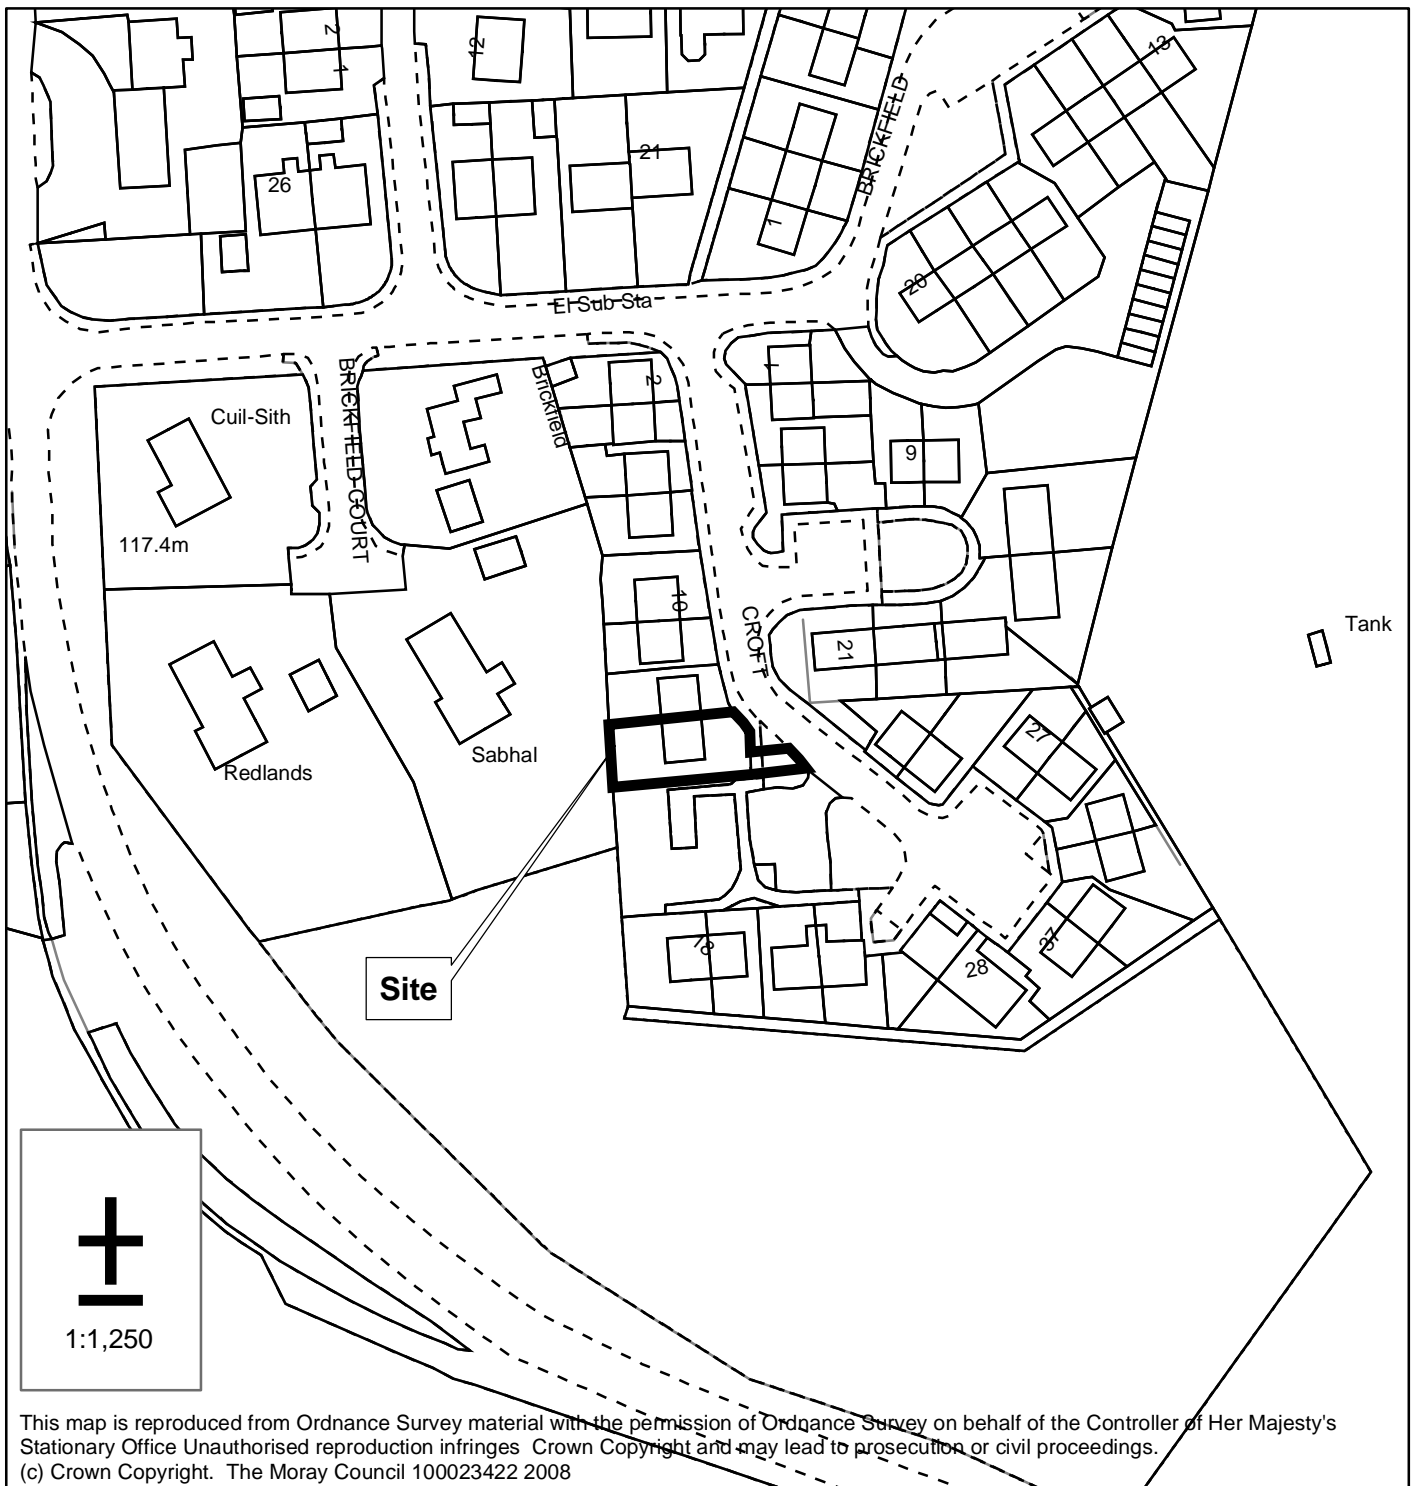 2
1
12
13
26
21
BRICKFIELD
1
20
El Sub Sta
BRICKFIELD COURT
Brickfield
2
1
Cuil-Sith
9
117.4m
10
CROFT
21
Tank
27
Sabhal
Redlands
18
37
28
Site
1:1,250
This map is reproduced from Ordnance Survey material with the permission of Ordnance Survey on behalf of the Controller of Her Majesty's
Stationary Office Unauthorised reproduction infringes Crown Copyright and may lead to prosecution or civil proceedings.
(c) Crown Copyright. The Moray Council 100023422 2008